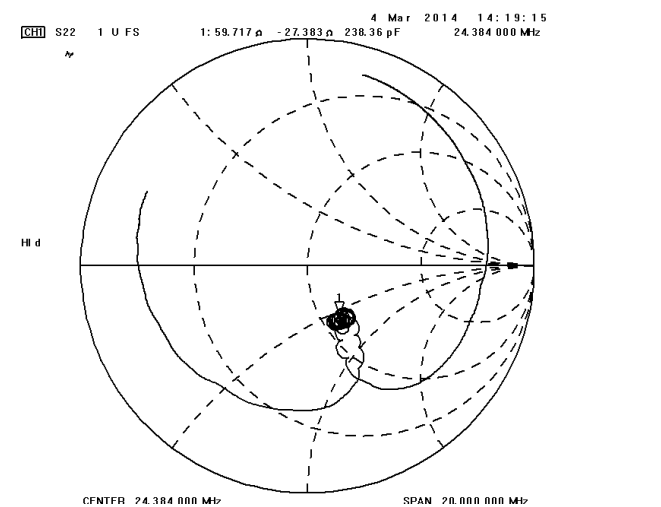 4 Mar 2014 14:19:15
CH1 S22 1 U FS 1: 59.717 Ω -27.383 Ω 238.36 pF 24.384 000 MHz
Hld
1
CENTER 24.384 000 MHz SPAN 20.000 000 MHz